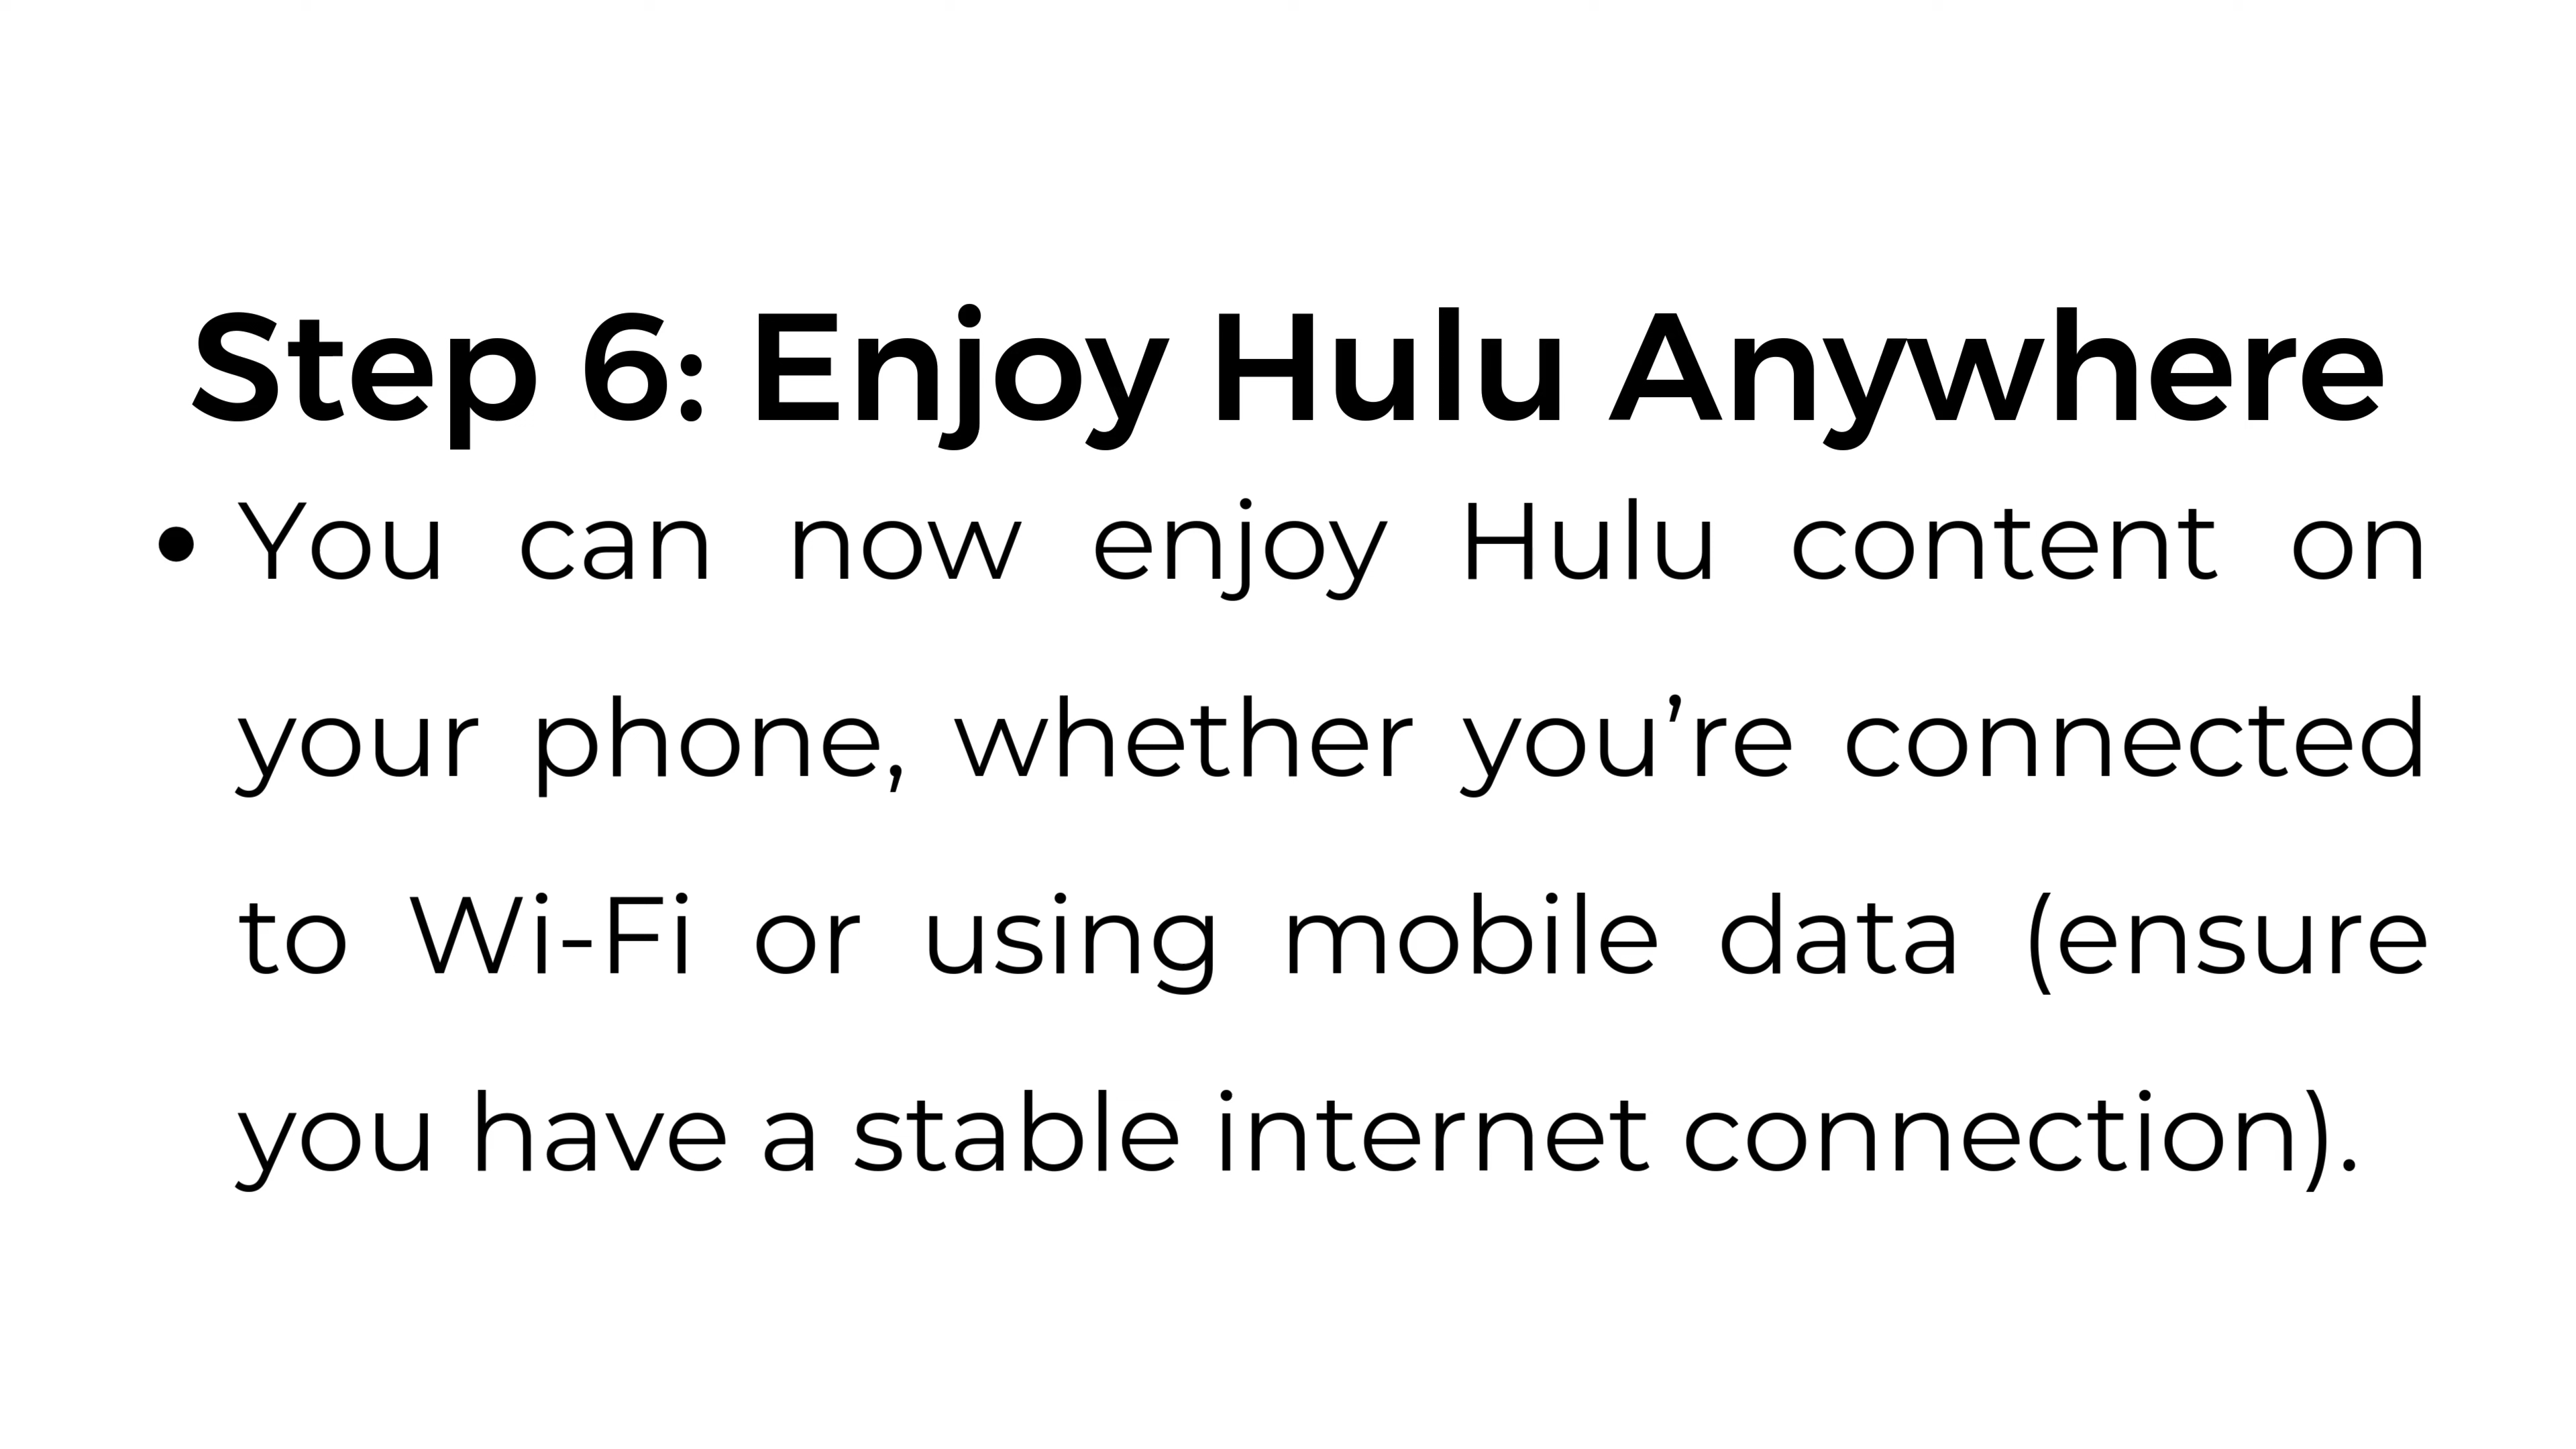 Step 6: Enjoy Hulu Anywhere
• You can now enjoy Hulu content on
your phone, whether you’re connected
to Wi-Fi or using mobile data (ensure
you have a stable internet connection).